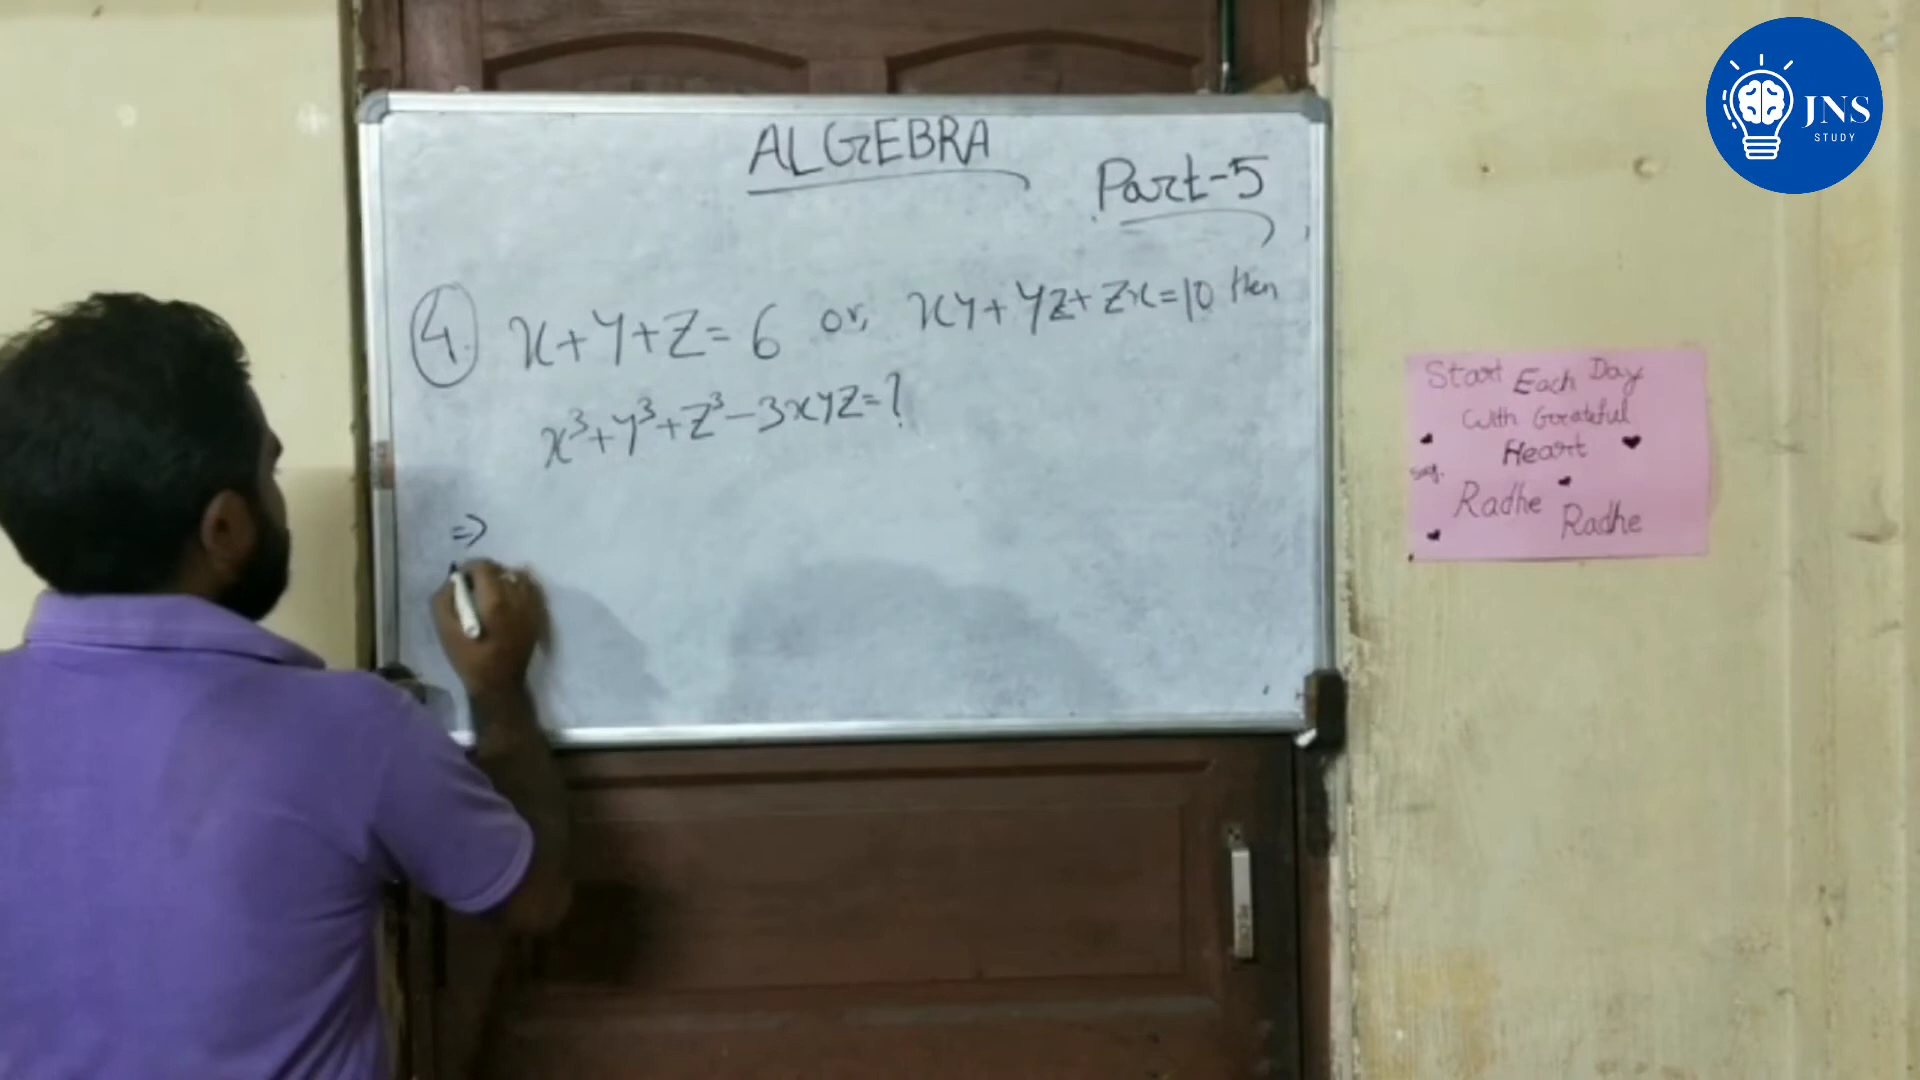 ALGEBRA
Part-5
4. x+y+z=6 or, xy+yz+zx=10 then
x³+y³+z³-3xyz=?
=>
Start Each Day
With Grateful
Heart
say.
Radhe Radhe
JNS
STUDY